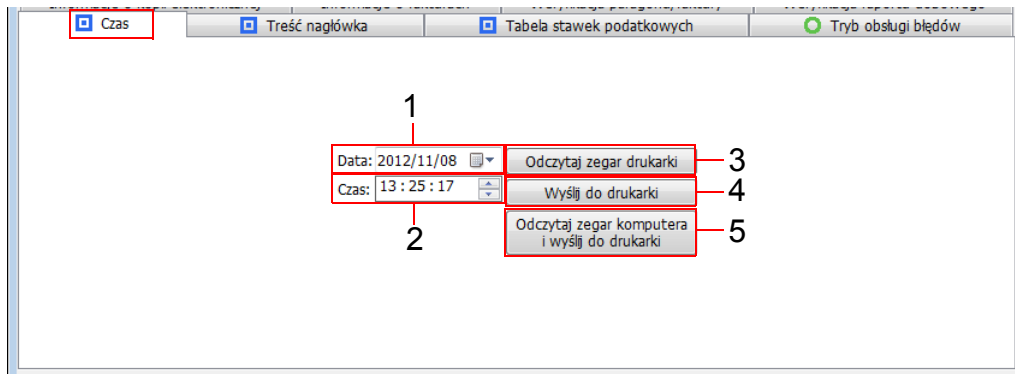 Czas
Treść nagłówka
Tabela stawek podatkowych
Tryb obsługi błędów
1
Data: 2012/11/08
Odczytaj zegar drukarki
3
Czas: 13:25:17
Wyślij do drukarki
4
2
Odczytaj zegar komputera
i wyślij do drukarki
5